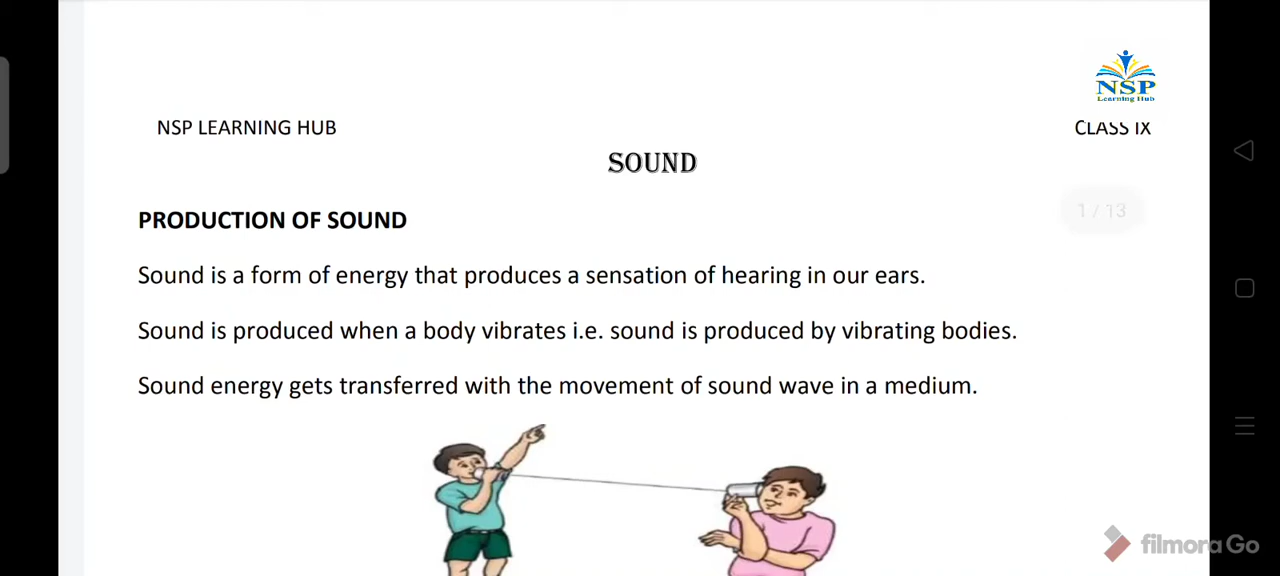 NSP
Learning Hub
NSP LEARNING HUB
CLASS IX
SOUND
1 / 13
PRODUCTION OF SOUND
Sound is a form of energy that produces a sensation of hearing in our ears.
Sound is produced when a body vibrates i.e. sound is produced by vibrating bodies.
Sound energy gets transferred with the movement of sound wave in a medium.
filmora Go